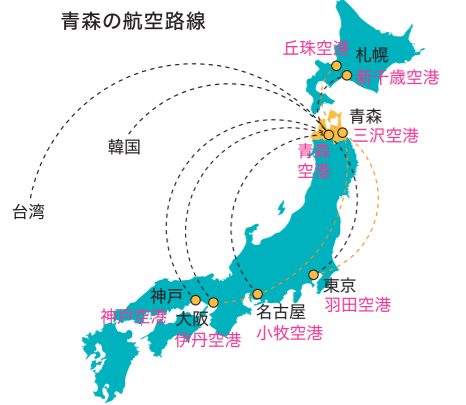 青森の航空路線
丘珠空港
札幌
新千歳空港
青森
三沢空港
青森
空港
韓国
台湾
東京
羽田空港
神戸
神戸空港
大阪
伊丹空港
名古屋
小牧空港